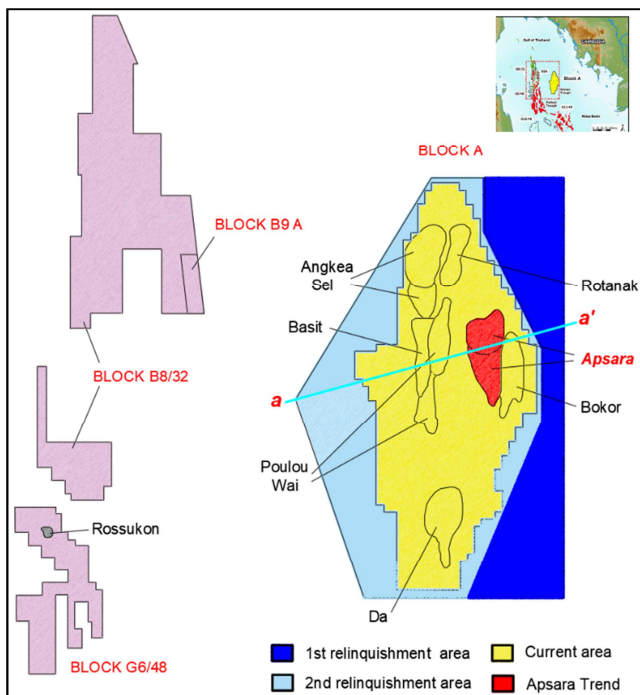 Gulf of Thailand
CAMBODIA
Block A
BLOCK A
BLOCK B9 A
Angkea
Sel
Rotanak
Basit
a'
Apsara
BLOCK B8/32
a
Bokor
Poulou
Wai
Rossukon
Da
BLOCK G6/48
1st relinquishment area
Current area
2nd relinquishment area
Apsara Trend